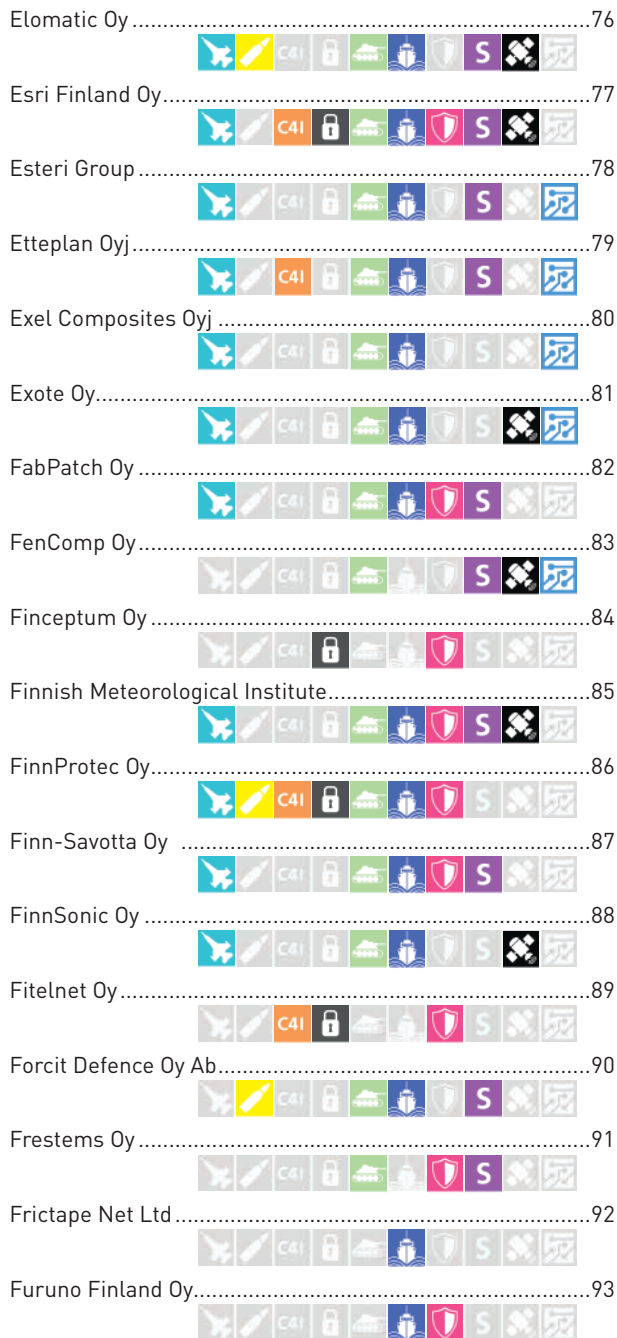 Elomatic Oy ........................................................76
C4I S
Esri Finland Oy....................................................77
C4I S
Esteri Group ........................................................78
C4I S
Etteplan Oyj.........................................................79
C4I S
Exel Composites Oyj ............................................80
C4I S
Exote Oy...............................................................81
C4I S
FabPatch Oy ........................................................82
C4I S
FenComp Oy.........................................................83
C4I S
Finceptum Oy .......................................................84
C4I S
Finnish Meteorological Institute................................85
C4I S
FinnProtec Oy.......................................................86
C4I S
Finn-Savotta Oy ...................................................87
C4I S
FinnSonic Oy ........................................................88
C4I S
Fitelnet Oy............................................................89
C4I S
Forcit Defence Oy Ab.............................................90
C4I S
Frestems Oy .........................................................91
C4I S
Frictape Net Ltd ....................................................92
C4I S
Furuno Finland Oy.................................................93
C4I S